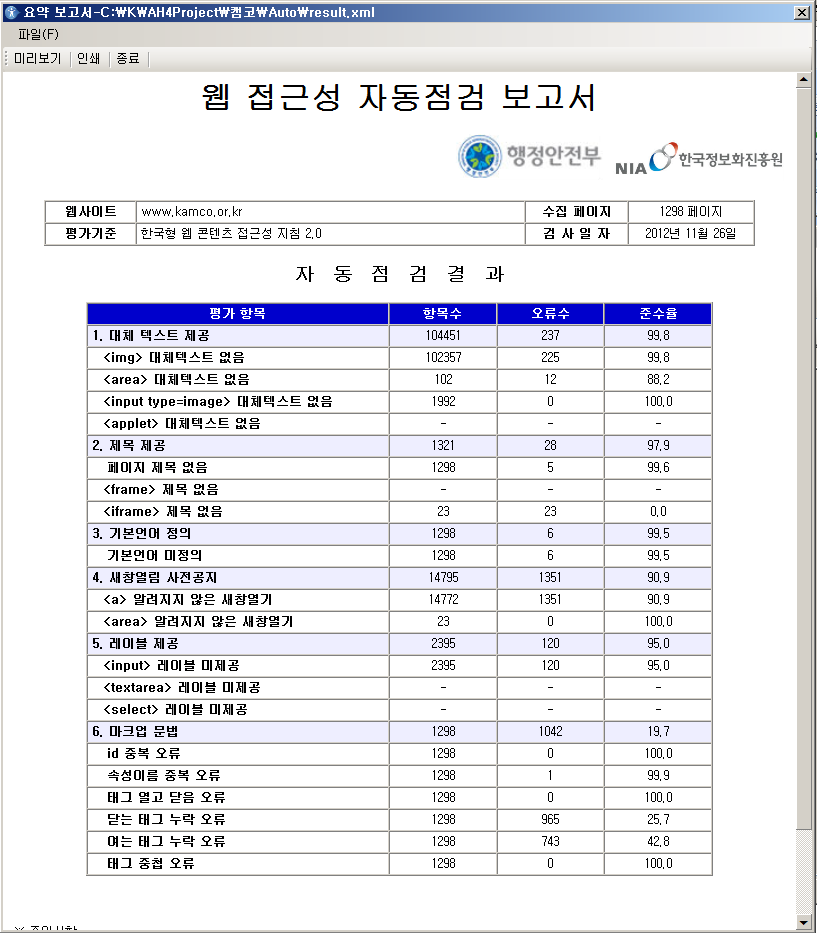 요약 보고서-C:₩K₩AH4Project₩캠코₩Auto₩result.xml
파일(F)
미리보기 인쇄 종료
웹 접근성 자동점검 보고서
행정안전부 NIA 한국정보화진흥원
웹사이트 www.kamco.or.kr 수집 페이지 1298 페이지
평가기준 한국형 웹 콘텐츠 접근성 지침 2.0 검 사 일 자 2012년 11월 26일
자 동 점 검 결 과
평가 항목 항목수 오류수 준수율
1. 대체 텍스트 제공 104451 237 99.8
<img> 대체텍스트 없음 102357 225 99.8
<area> 대체텍스트 없음 102 12 88.2
<input type=image> 대체텍스트 없음 1992 0 100.0
<applet> 대체텍스트 없음 - - -
2. 제목 제공 1321 28 97.9
페이지 제목 없음 1298 5 99.6
<frame> 제목 없음 - - -
<iframe> 제목 없음 23 23 0.0
3. 기본언어 정의 1298 6 99.5
기본언어 미정의 1298 6 99.5
4. 새창열림 사전공지 14795 1351 90.9
<a> 알려지지 않은 새창열기 14772 1351 90.9
<area> 알려지지 않은 새창열기 23 0 100.0
5. 레이블 제공 2395 120 95.0
<input> 레이블 미제공 2395 120 95.0
<textarea> 레이블 미제공 - - -
<select> 레이블 미제공 - - -
6. 마크업 문법 1298 1042 19.7
id 중복 오류 1298 0 100.0
속성이름 중복 오류 1298 1 99.9
태그 열고 닫음 오류 1298 0 100.0
닫는 태그 누락 오류 1298 965 25.7
여는 태그 누락 오류 1298 743 42.8
태그 중첩 오류 1298 0 100.0